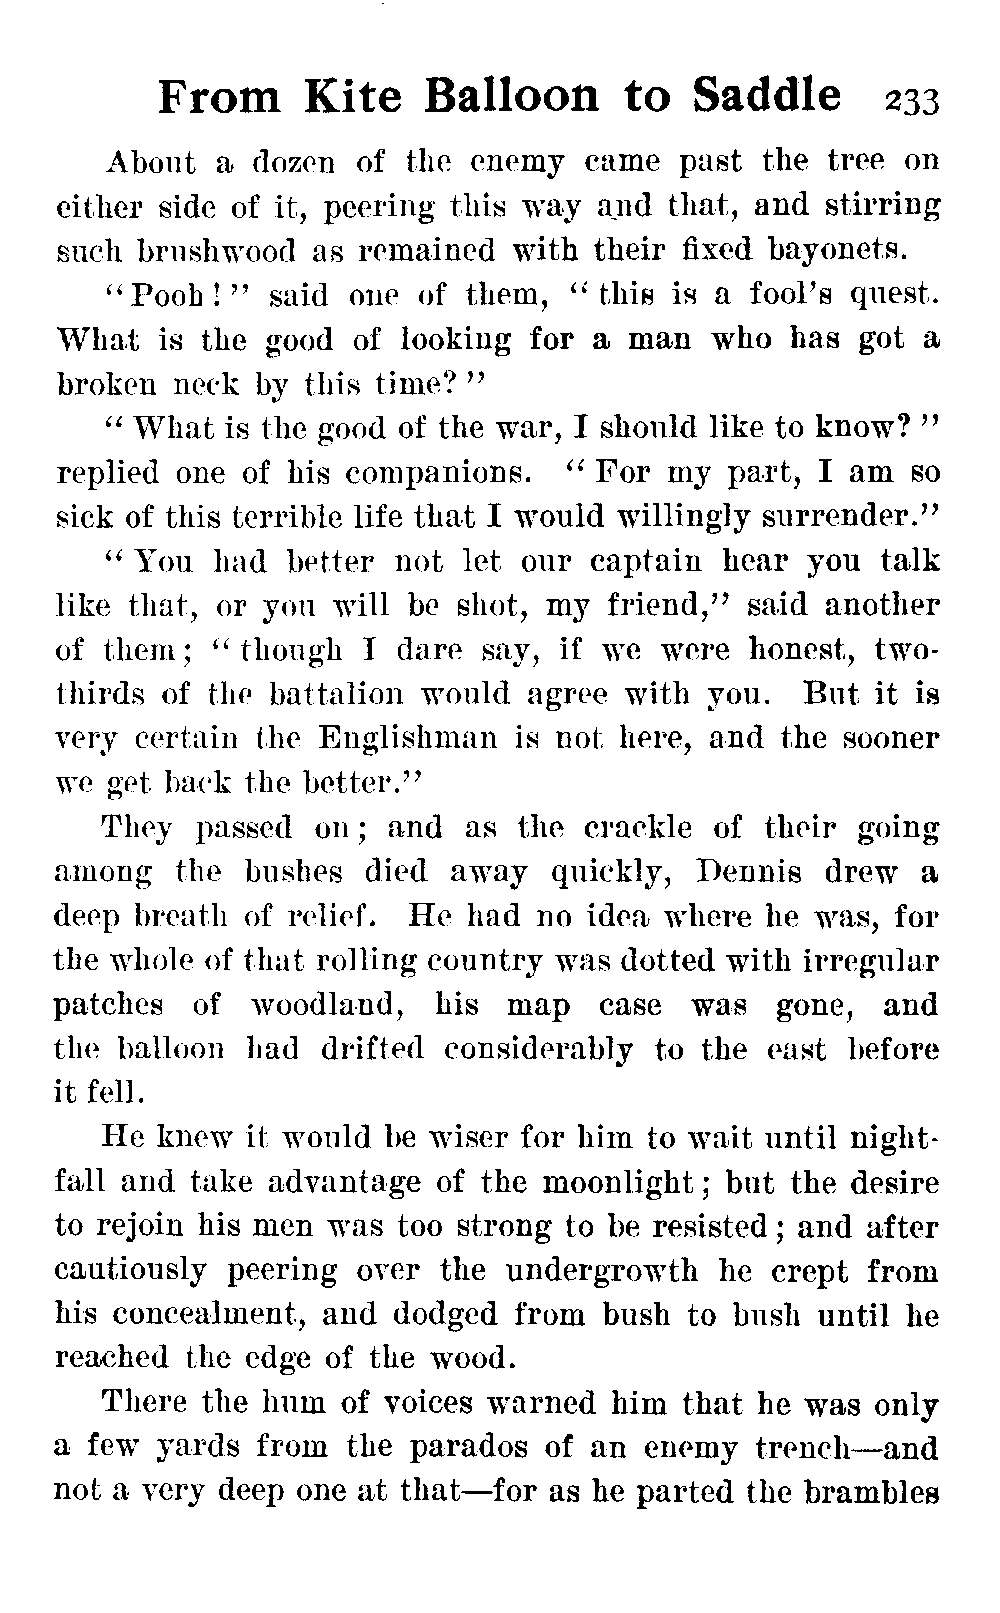 From Kite Balloon to Saddle 233
About a dozen of the enemy came past the tree on
either side of it, peering this way and that, and stirring
such brushwood as remained with their fixed bayonets.
"Pooh!" said one of them, "this is a fool's quest.
What is the good of looking for a man who has got a
broken neck by this time?"
"What is the good of the war, I should like to know?"
replied one of his companions. "For my part, I am so
sick of this terrible life that I would willingly surrender."
"You had better not let our captain hear you talk
like that, or you will be shot, my friend," said another
of them; "though I dare say, if we were honest, two-
thirds of the battalion would agree with you. But it is
very certain the Englishman is not here, and the sooner
we get back the better."
They passed on; and as the crackle of their going
among the bushes died away quickly, Dennis drew a
deep breath of relief. He had no idea where he was, for
the whole of that rolling country was dotted with irregular
patches of woodland, his map case was gone, and
the balloon had drifted considerably to the east before
it fell.
He knew it would be wiser for him to wait until night-
fall and take advantage of the moonlight; but the desire
to rejoin his men was too strong to be resisted; and after
cautiously peering over the undergrowth he crept from
his concealment, and dodged from bush to bush until he
reached the edge of the wood.
There the hum of voices warned him that he was only
a few yards from the parados of an enemy trench—and
not a very deep one at that—for as he parted the brambles